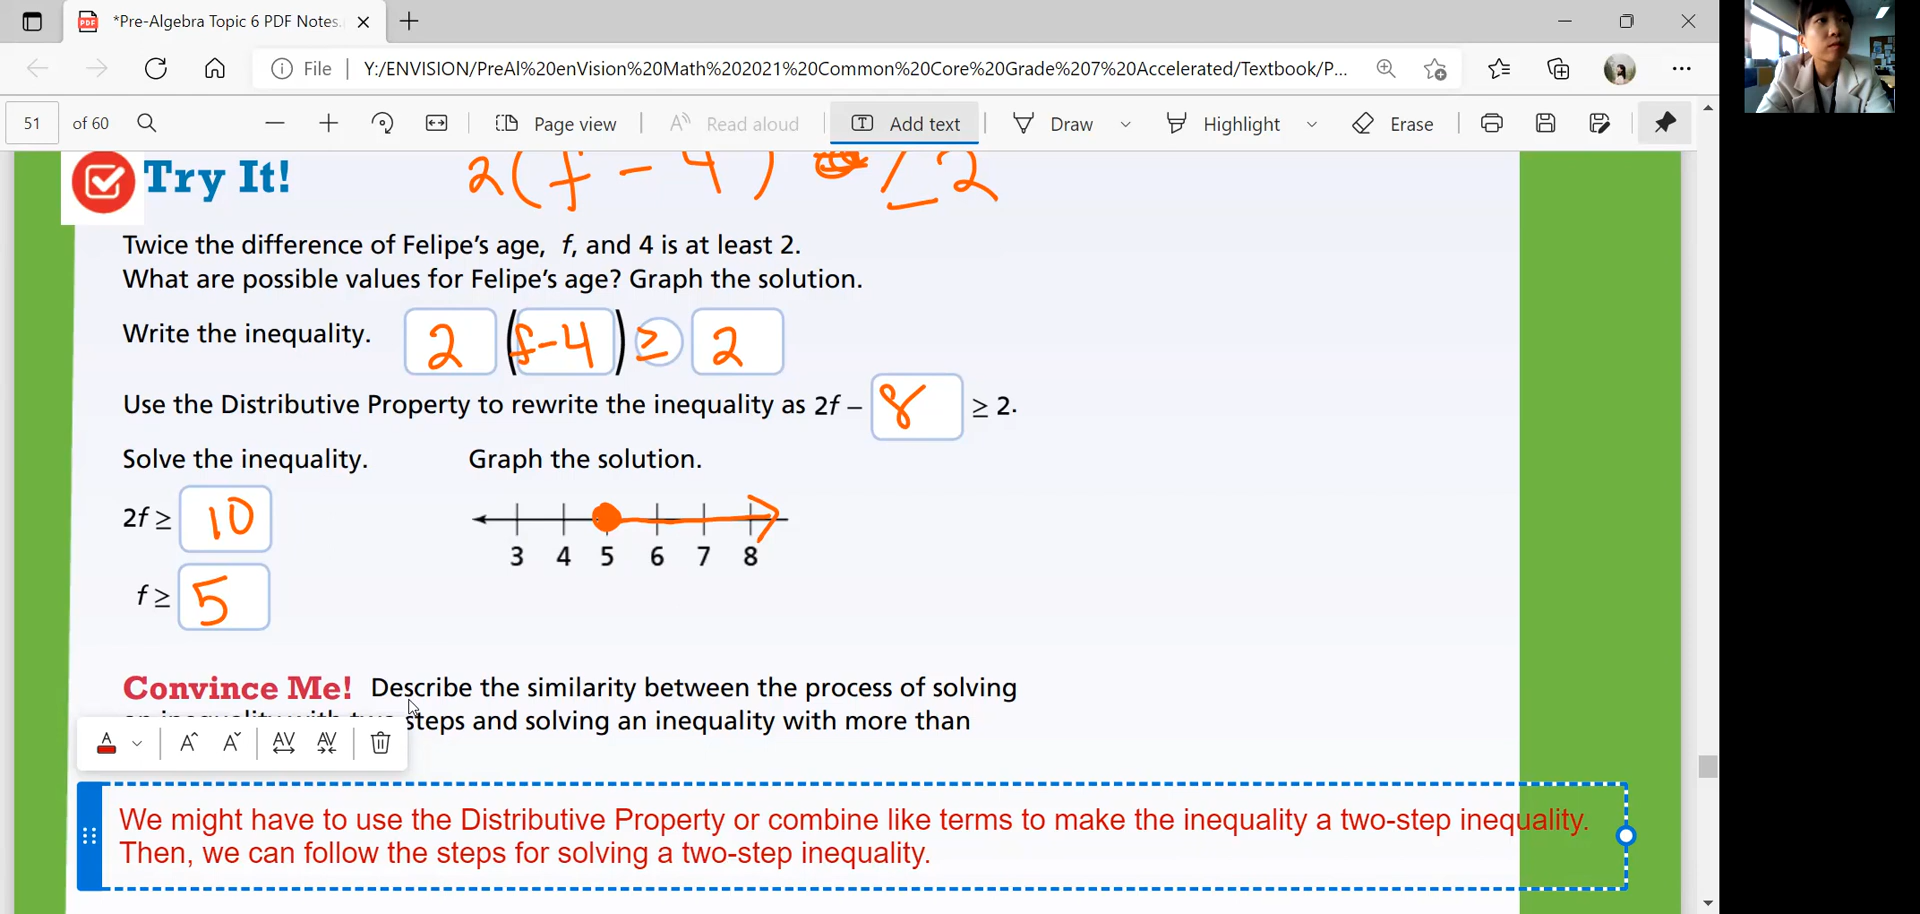 *Pre-Algebra Topic 6 PDF Notes.
File
Y:/ENVISION/PreAl%20enVision%20Math%202021%20Common%20Core%20Grade%207%20Accelerated/Textbook/P...
51 of 60
Page view
Read aloud
Add text
Draw
Highlight
Erase
Try It!
2(f - 4) ≥ 2
Twice the difference of Felipe's age, f, and 4 is at least 2.
What are possible values for Felipe's age? Graph the solution.
Write the inequality. 2 (f-4) ≥ 2
Use the Distributive Property to rewrite the inequality as 2f – 8 ≥ 2.
Solve the inequality.
Graph the solution.
2f ≥ 10
3 4 5 6 7 8
f ≥ 5
Convince Me! Describe the similarity between the process of solving
steps and solving an inequality with more than
We might have to use the Distributive Property or combine like terms to make the inequality a two-step inequality.
Then, we can follow the steps for solving a two-step inequality.